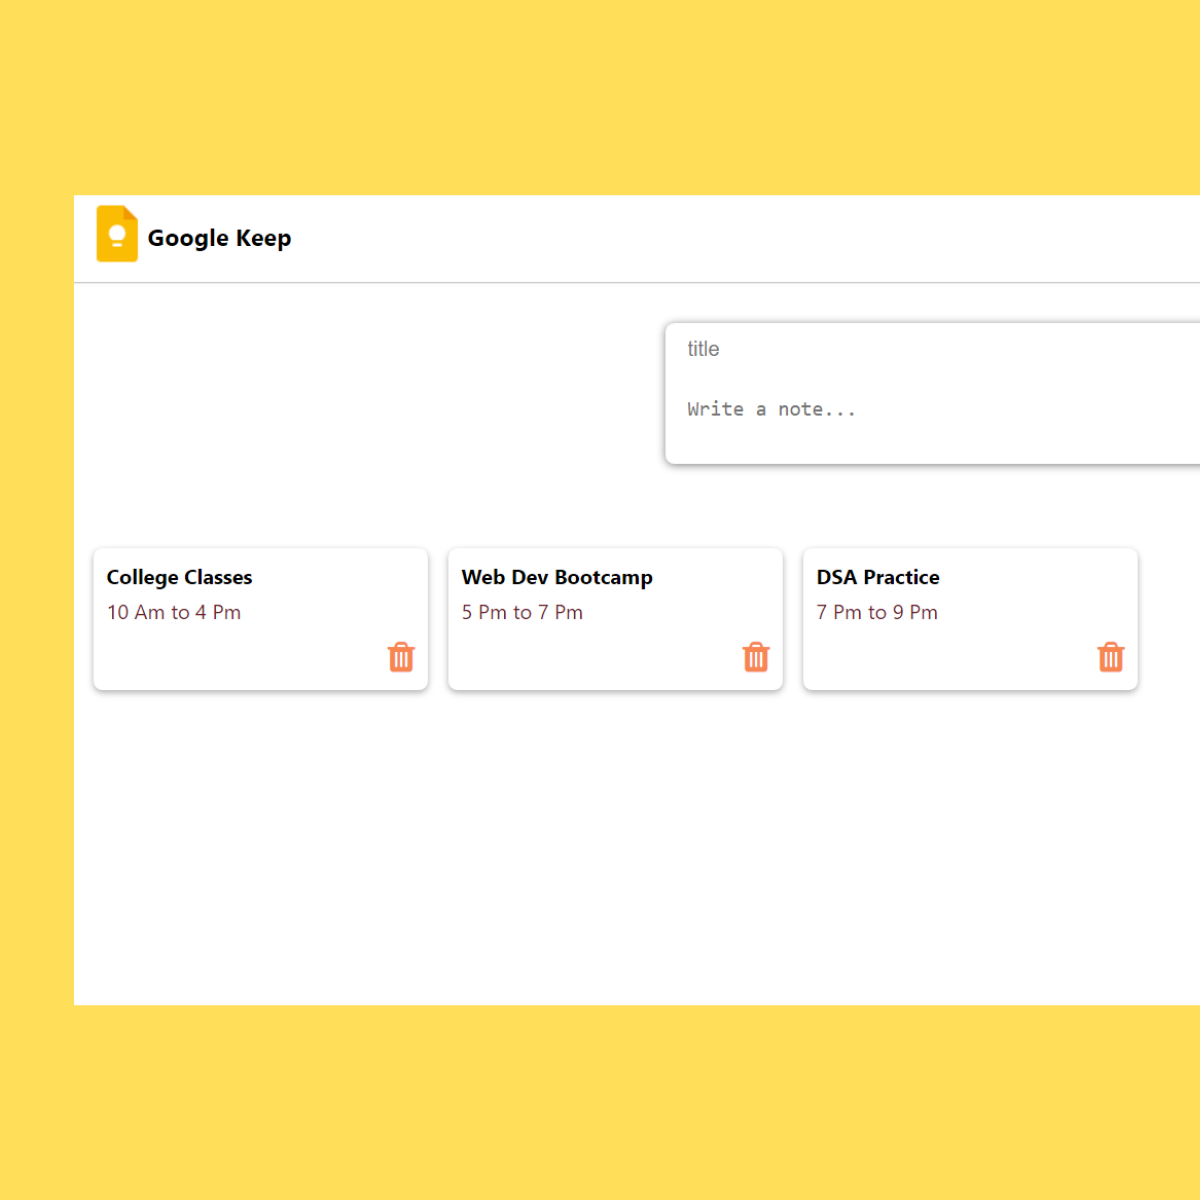 Google Keep
title
Write a note...
College Classes
10 Am to 4 Pm
Web Dev Bootcamp
5 Pm to 7 Pm
DSA Practice
7 Pm to 9 Pm